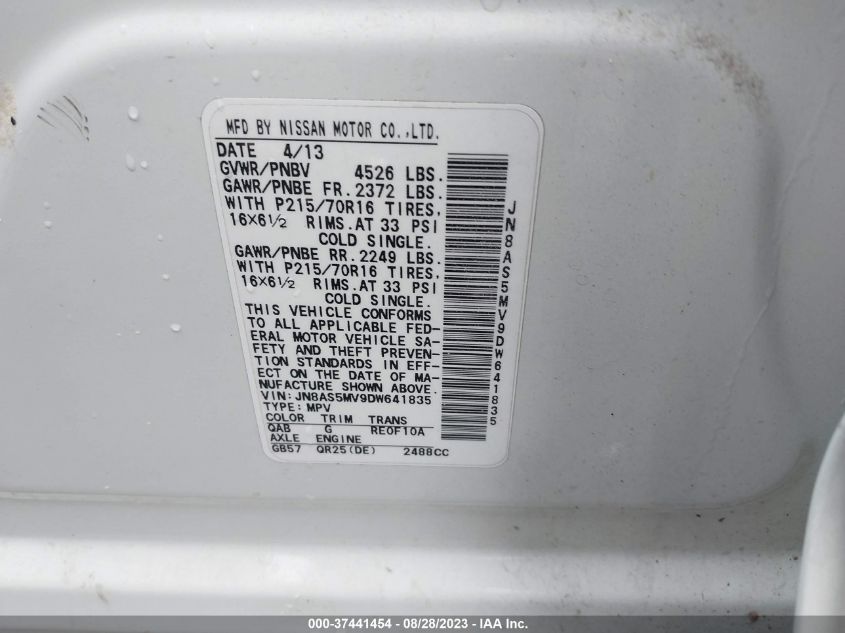 MFD BY NISSAN MOTOR CO.,LTD.
DATE 4/13
GVWR/PNBV 4526 LBS.
GAWR/PNBE FR. 2372 LBS.
WITH P215/70R16 TIRES,
16X6½ RIMS. AT 33 PSI
COLD SINGLE.
GAWR/PNBE RR. 2249 LBS.
WITH P215/70R16 TIRES,
16X6½ RIMS. AT 33 PSI
COLD SINGLE.
THIS VEHICLE CONFORMS
TO ALL APPLICABLE FED-
ERAL MOTOR VEHICLE SA-
FETY AND THEFT PREVEN-
TION STANDARDS IN EFF-
ECT ON THE DATE OF MA-
NUFACTURE SHOWN ABOVE.
VIN: JN8AS5MV9DW641835
TYPE: MPV
COLOR TRIM TRANS
QAB G RE0F10A
AXLE ENGINE
GB57 QR25(DE) 2488CC
JN8AS5MV9DW641835
000-37441454 / 08/28/2023 - IAA Inc.